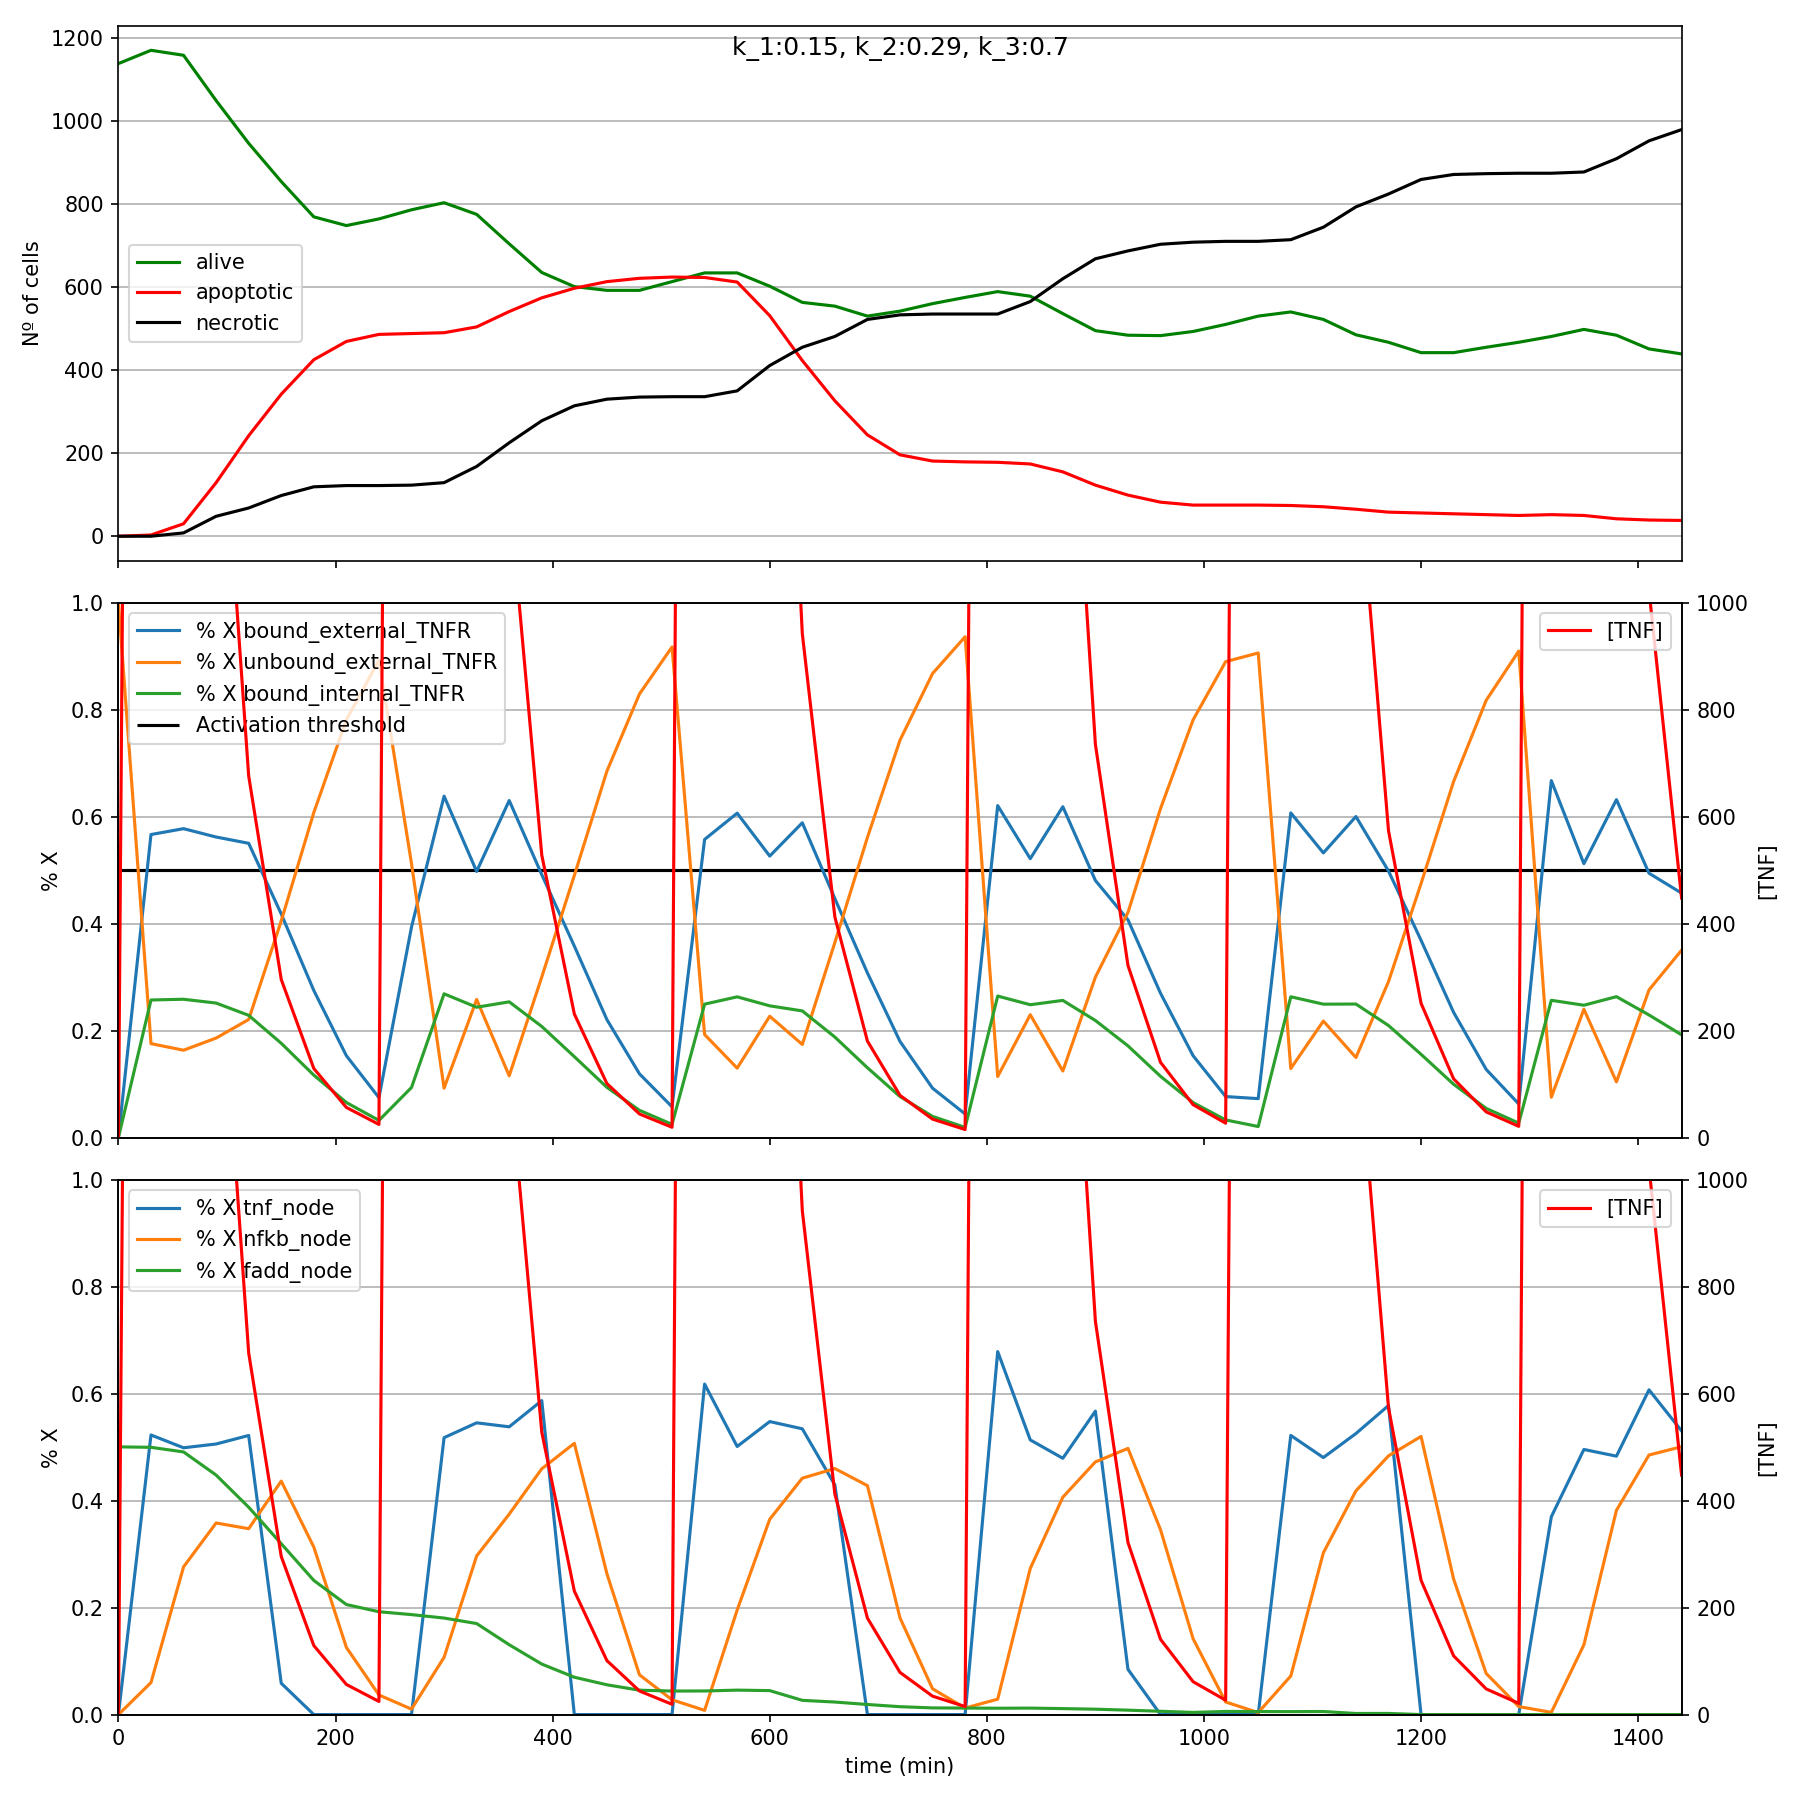 k_1:0.15, k_2:0.29, k_3:0.7
1200
1000
800
600
400
200
0
Nº of cells
alive
apoptotic
necrotic
1.0
0.8
0.6
0.4
0.2
0.0
% X
% X bound_external_TNFR
% X unbound_external_TNFR
% X bound_internal_TNFR
Activation threshold
[TNF]
1000
800
600
400
200
0
[TNF]
1.0
0.8
0.6
0.4
0.2
0.0
% X
% X tnf_node
% X nfkb_node
% X fadd_node
[TNF]
1000
800
600
400
200
0
[TNF]
0 200 400 600 800 1000 1200 1400
time (min)